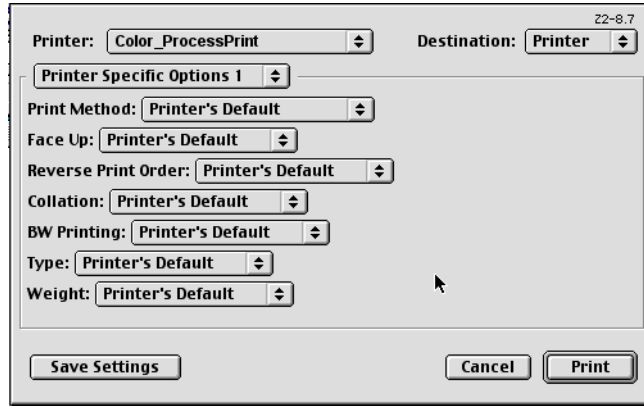 Z2-8.7
Printer: Color_ProcessPrint Destination: Printer
Printer Specific Options 1
Print Method: Printer's Default
Face Up: Printer's Default
Reverse Print Order: Printer's Default
Collation: Printer's Default
BW Printing: Printer's Default
Type: Printer's Default
Weight: Printer's Default
Save Settings Cancel Print